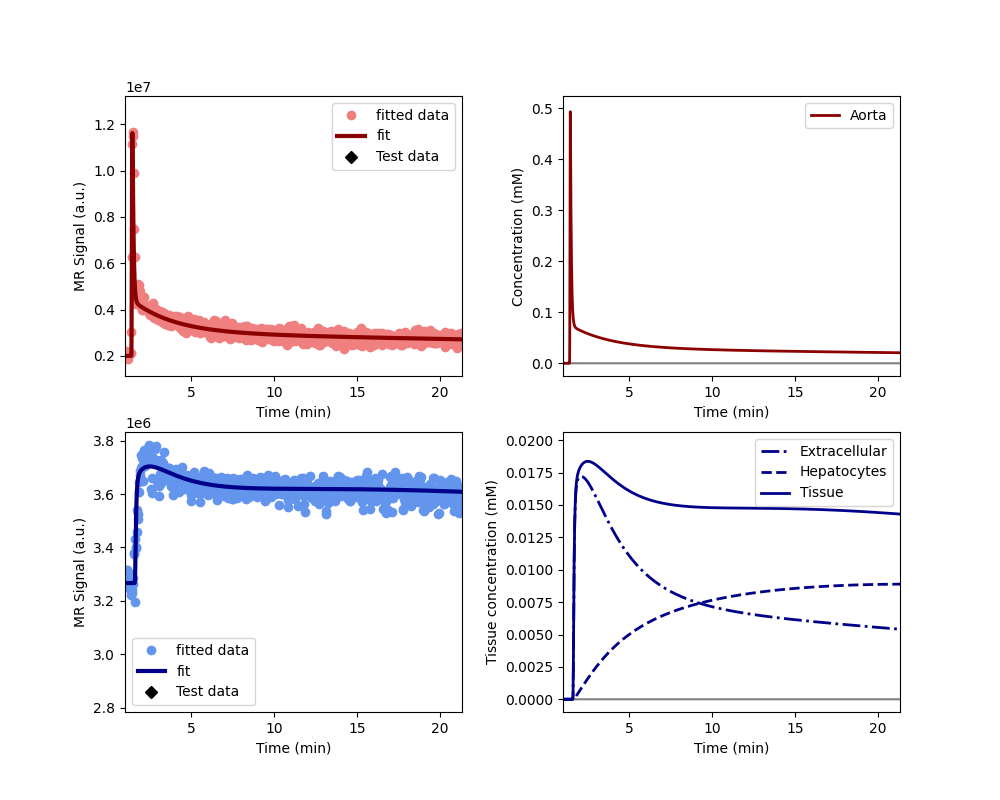 1e7
MR Signal (a.u.)
1.2
1.0
0.8
0.6
0.4
0.2
fitted data
fit
Test data
5
10
15
20
Time (min)
Concentration (mM)
0.5
0.4
0.3
0.2
0.1
0.0
Aorta
5
10
15
20
Time (min)
1e6
MR Signal (a.u.)
3.8
3.6
3.4
3.2
3.0
2.8
fitted data
fit
Test data
5
10
15
20
Time (min)
Tissue concentration (mM)
0.0200
0.0175
0.0150
0.0125
0.0100
0.0075
0.0050
0.0025
0.0000
Extracellular
Hepatocytes
Tissue
5
10
15
20
Time (min)